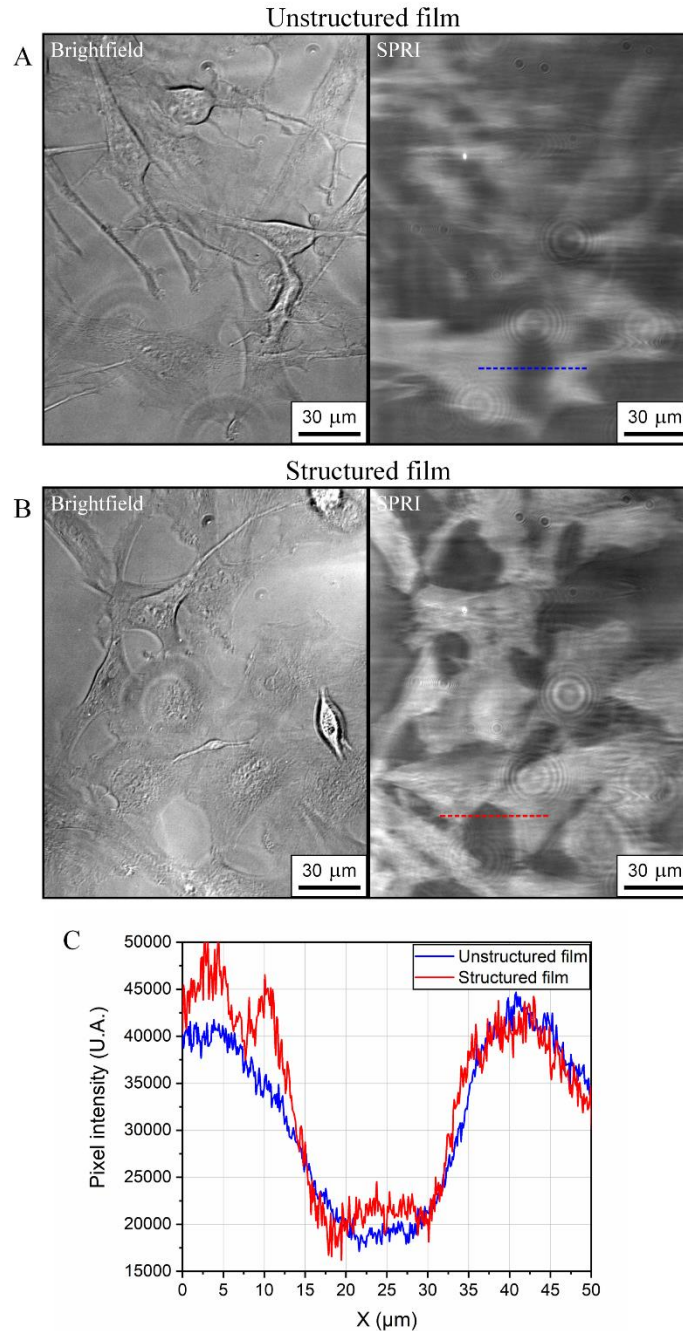 Unstructured film
A
Brightfield
SPRI
30 μm
30 μm
Structured film
B
Brightfield
SPRI
30 μm
30 μm
C
50000
45000
40000
35000
30000
25000
20000
15000
Pixel intensity (U.A.)
Unstructured film
Structured film
0 5 10 15 20 25 30 35 40 45 50
X (μm)